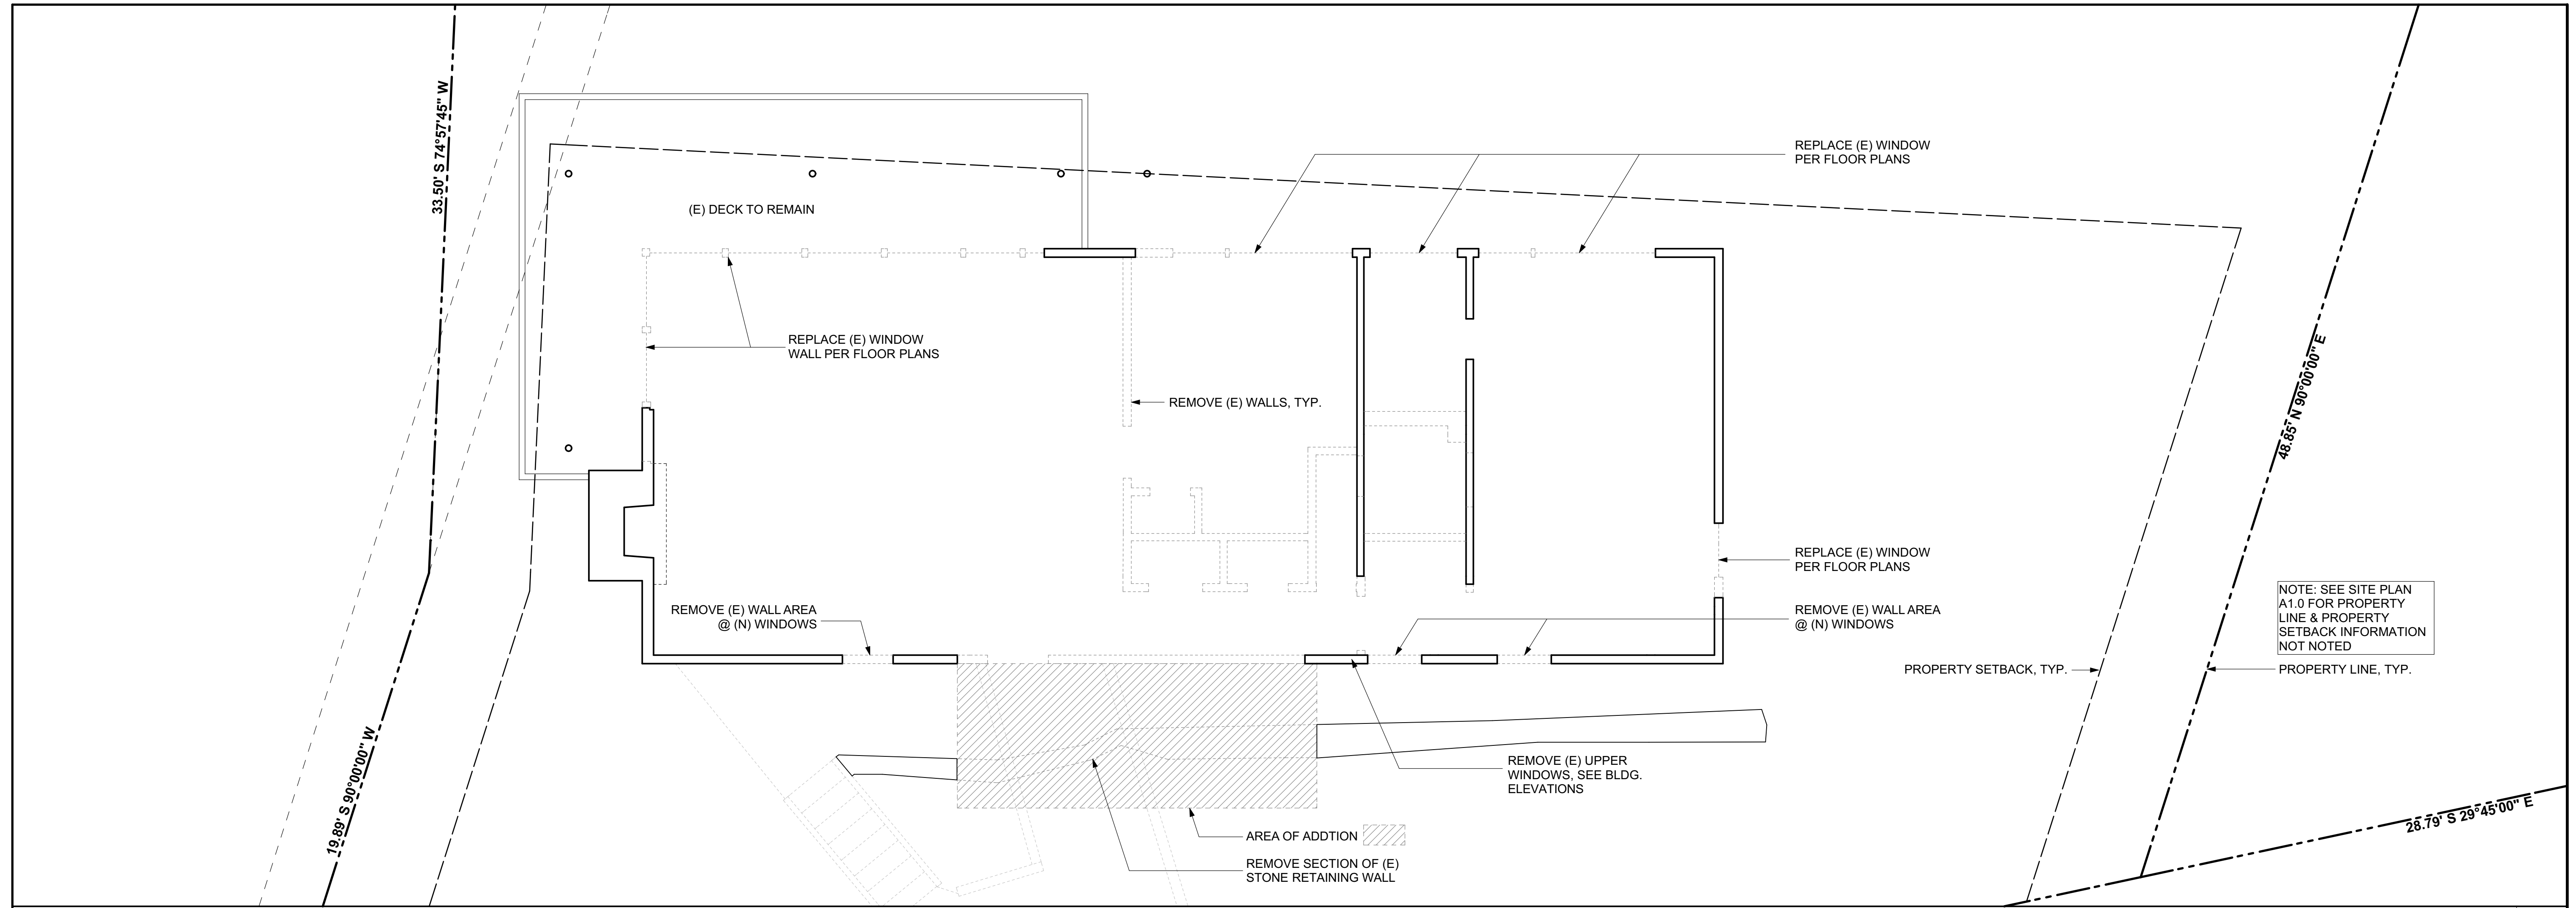 33.50' S 74°57'45" W
REPLACE (E) WINDOW
PER FLOOR PLANS
(E) DECK TO REMAIN
REPLACE (E) WINDOW
WALL PER FLOOR PLANS
REMOVE (E) WALLS, TYP.
48.85' N 90°00'00" E
REPLACE (E) WINDOW
PER FLOOR PLANS
REMOVE (E) WALL AREA
@ (N) WINDOWS
REMOVE (E) WALL AREA
@ (N) WINDOWS
NOTE: SEE SITE PLAN
A1.0 FOR PROPERTY
LINE & PROPERTY
SETBACK INFORMATION
NOT NOTED
PROPERTY SETBACK, TYP.
PROPERTY LINE, TYP.
19.89' S 90°00'00" W
REMOVE (E) UPPER
WINDOWS, SEE BLDG.
ELEVATIONS
28.79' S 29°45'00" E
AREA OF ADDTION
REMOVE SECTION OF (E)
STONE RETAINING WALL